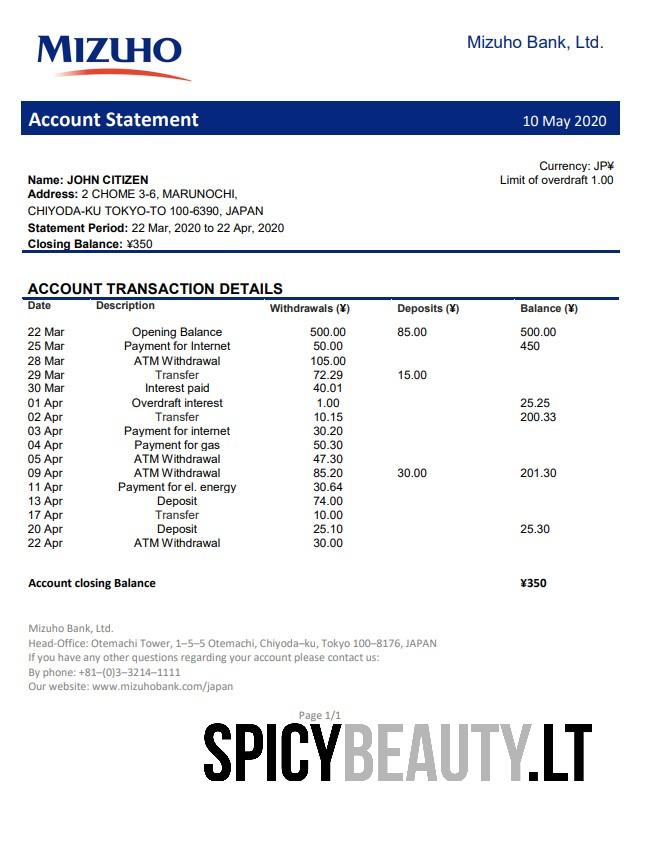 MIZUHO
Mizuho Bank, Ltd.
Account Statement 10 May 2020
Currency: JP¥
Name: JOHN CITIZEN Limit of overdraft 1.00
Address: 2 CHOME 3-6, MARUNOCHI,
CHIYODA-KU TOKYO-TO 100-6390, JAPAN
Statement Period: 22 Mar, 2020 to 22 Apr, 2020
Closing Balance: ¥350
ACCOUNT TRANSACTION DETAILS
Date Description Withdrawals (¥) Deposits (¥) Balance (¥)
22 Mar Opening Balance 500.00 85.00 500.00
25 Mar Payment for Internet 50.00 450
28 Mar ATM Withdrawal 105.00
29 Mar Transfer 72.29 15.00
30 Mar Interest paid 40.01
01 Apr Overdraft interest 1.00 25.25
02 Apr Transfer 10.15 200.33
03 Apr Payment for internet 30.20
04 Apr Payment for gas 50.30
05 Apr ATM Withdrawal 47.30
09 Apr ATM Withdrawal 85.20 30.00 201.30
11 Apr Payment for el. energy 30.64
13 Apr Deposit 74.00
17 Apr Transfer 10.00
20 Apr Deposit 25.10 25.30
22 Apr ATM Withdrawal 30.00
Account closing Balance ¥350
Mizuho Bank, Ltd.
Head-Office: Otemachi Tower, 1–5–5 Otemachi, Chiyoda–ku, Tokyo 100–8176, JAPAN
If you have any other questions regarding your account please contact us:
By phone: +81–(0)3–3214–1111
Our website: www.mizuhobank.com/japan
Page 1/1
SPICYBEAUTY.LT